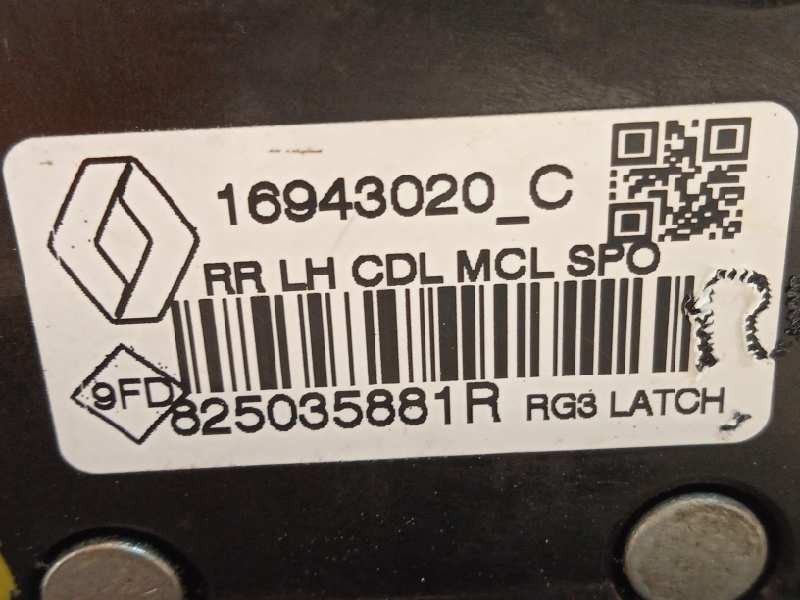 16943020_C
RR LH CDL MCL SPO
9FD
825035881R RG3 LATCH